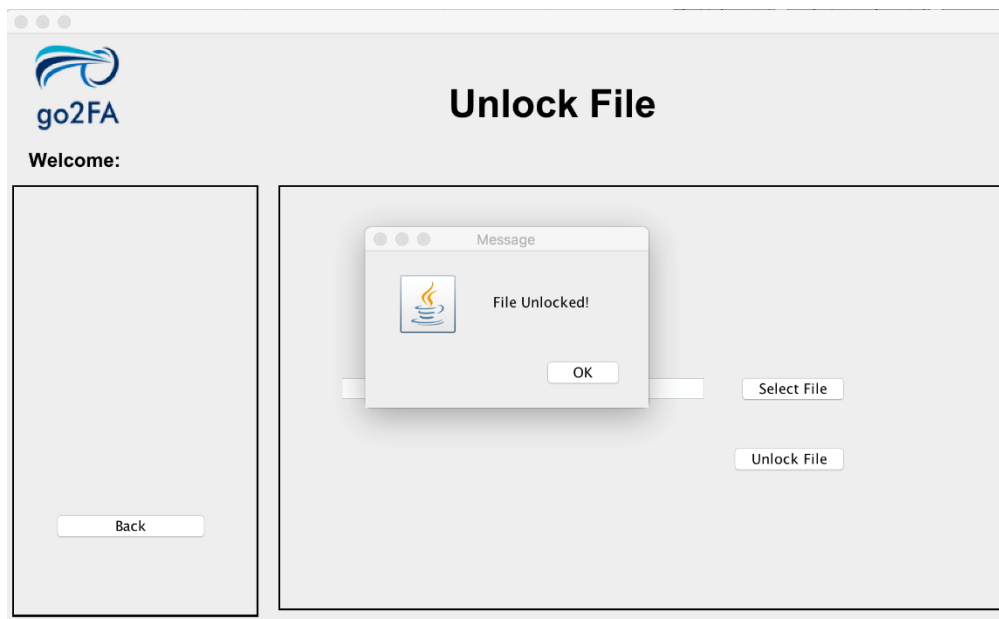 go2FA
Unlock File
Welcome:
Message
File Unlocked!
OK
Select File
Unlock File
Back